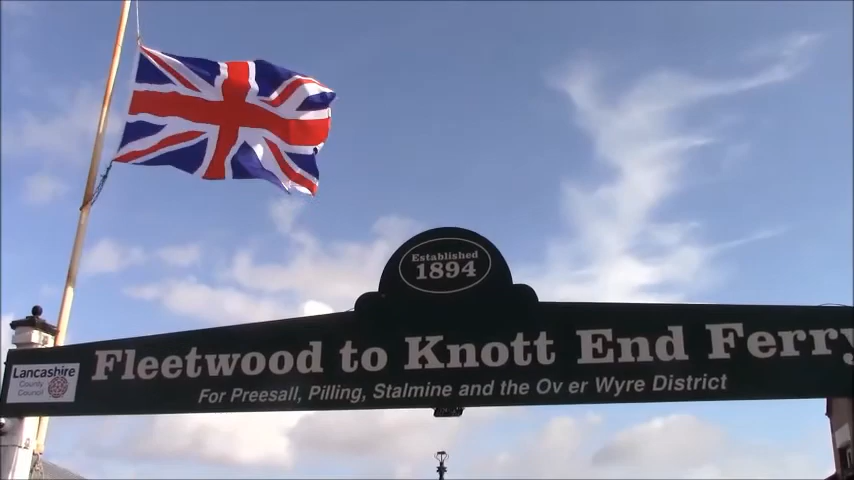 Established
1894
Fleetwood to Knott End Ferry
Lancashire
County
Council
For Preesall, Pilling, Stalmine and the Ov er Wyre District